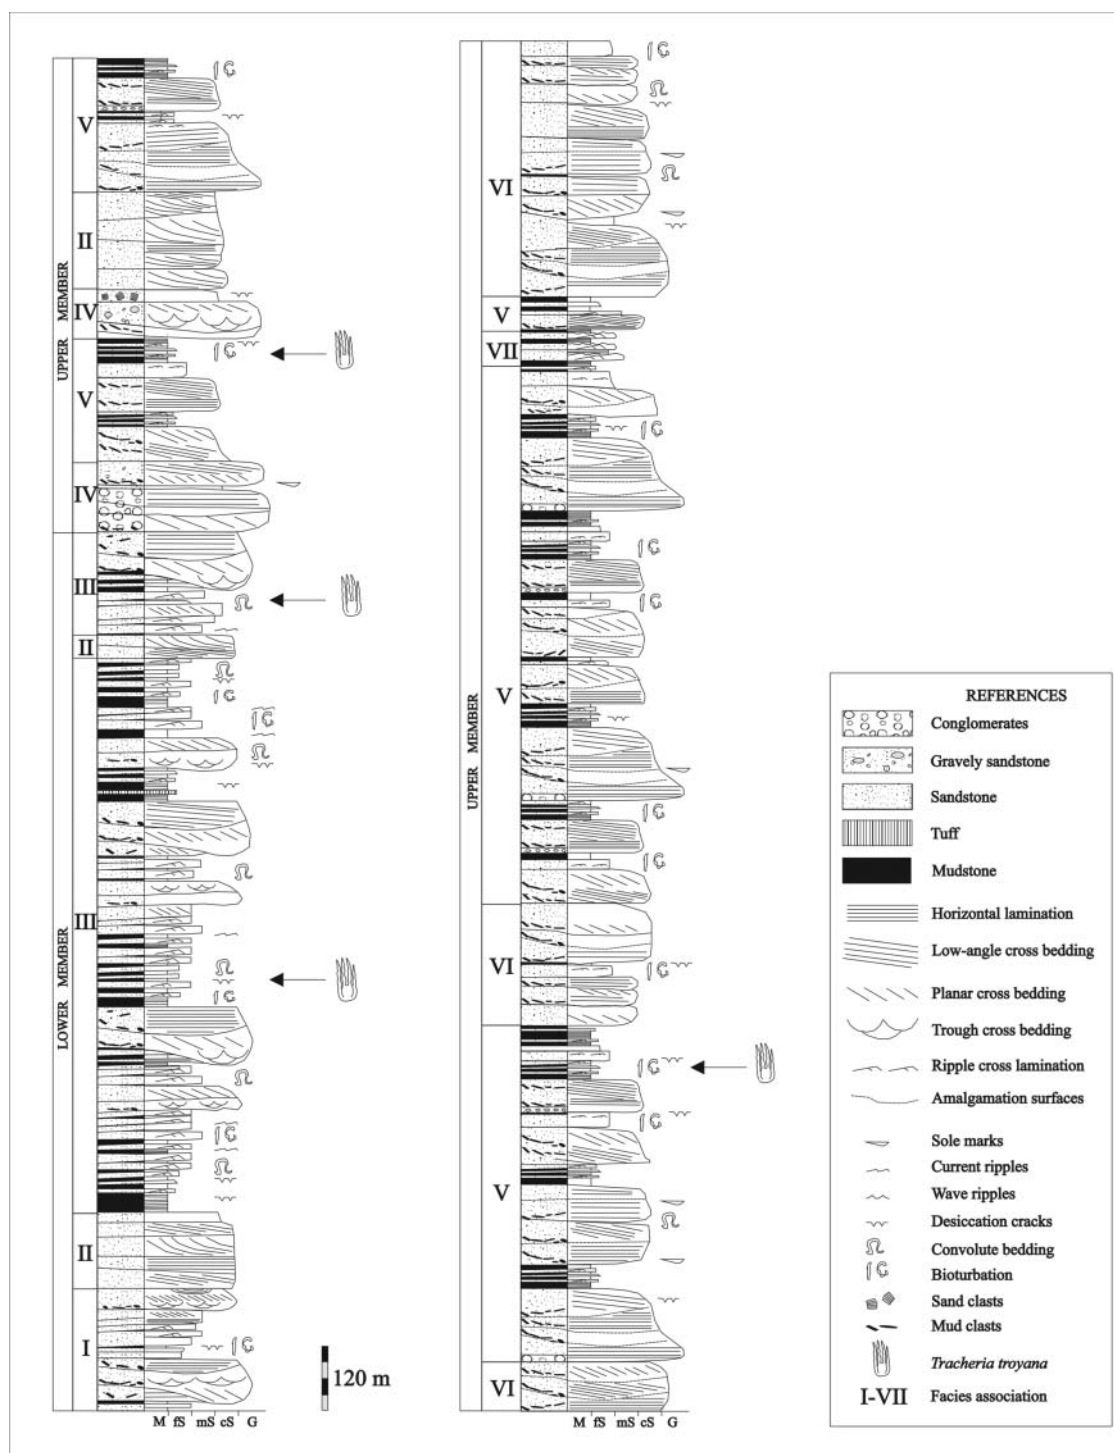 V
II
IV
V
IV
III
II
III
II
I
UPPER MEMBER
LOWER MEMBER
120 m
M fS mS cS G
VI
V
VII
V
VI
V
VI
UPPER MEMBER
M fS mS cS G
REFERENCES
Conglomerates
Gravely sandstone
Sandstone
Tuff
Mudstone
Horizontal lamination
Low-angle cross bedding
Planar cross bedding
Trough cross bedding
Ripple cross lamination
Amalgamation surfaces
Sole marks
Current ripples
Wave ripples
Desiccation cracks
Convolute bedding
Bioturbation
Sand clasts
Mud clasts
Tracheria troyana
I-VII Facies association